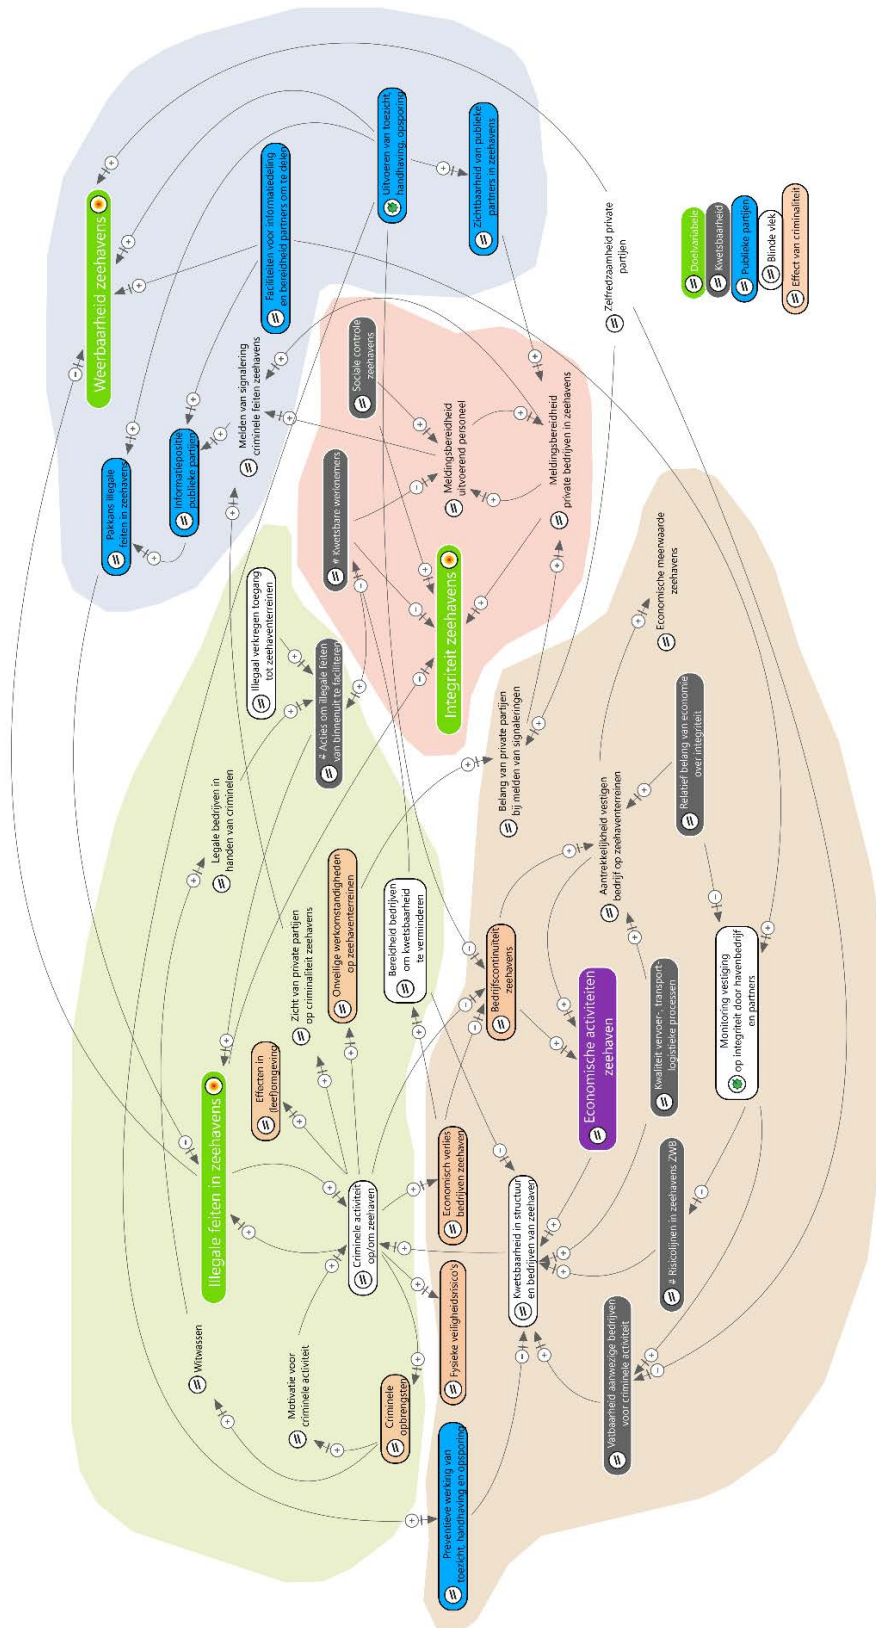 Weerbaarheid zeehavens
Uitvoeren van toezicht,
handhaving, opsporing
Zichtbaarheid van publieke
partners in zeehavens
Faciliteiten voor informatiedeling
en bereidheid partners om te delen
Pakkans illegale
feiten in zeehavens
Informatiepositie
publieke partijen
Melden van signalering
criminele feiten zeehavens
Sociale controle
zeehavens
# Kwetsbare werknemers
Meldingsbereidheid
uitvoerend personeel
Meldingsbereidheid
private bedrijven in zeehavens
Integriteit zeehavens
Zelfredzaamheid private
partijen
Illegaal verkregen toegang
tot zeehaventerreinen
# Acties om illegale feiten
van binnenuit te faciliteren
Legale bedrijven in
handen van criminelen
Onveilige werkomstandigheden
op zeehaventerreinen
Zicht van private partijen
op criminaliteit zeehavens
Effecten in
(leef)omgeving
Bereidheid bedrijven
om kwetsbaarheid
te verminderen
Illegale feiten in zeehavens
Criminele activiteit
op/om zeehaven
Witwassen
Motivatie voor
criminele activiteit
Criminele
opbrengsten
Belang van private partijen
bij melden van signaleringen
Economische meerwaarde
zeehavens
Aantrekkelijkheid vestigen
bedrijf op zeehaventerreinen
Relatief belang van economie
over integriteit
Bedrijfscontinuïteit
zeehavens
Economische activiteiten
zeehaven
Kwaliteit vervoer-, transport-
logistieke processen
Monitoring vestiging
op integriteit door havenbedrijf
en partners
Economisch verlies
bedrijven zeehaven
Fysieke veiligheidsrisico's
Kwetsbaarheid in structuur
en bedrijven van zeehaven
# Risicolijnen in zeehavens ZWB
Vatbaarheid aanwezige bedrijven
voor criminele activiteit
Preventieve werking van
toezicht, handhaving en opsporing
Doelvariabele
Kwetsbaarheid
Publieke partijen
Blinde vlek
Effect van criminaliteit